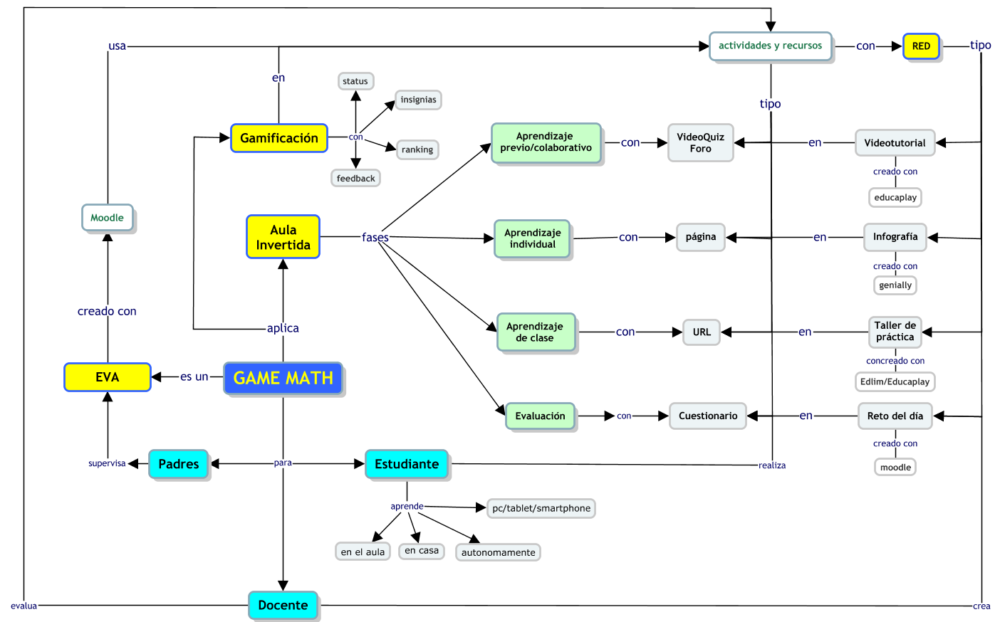 usa
actividades y recursos
con
RED
tipo
en
status
insignias
tipo
Gamificación
con
ranking
feedback
Aprendizaje
previo/colaborativo
con
VideoQuiz
Foro
en
Videotutorial
creado con
educaplay
Moodle
Aula
Invertida
fases
Aprendizaje
individual
con
página
en
Infografía
creado con
genially
creado con
aplica
Aprendizaje
de clase
con
URL
en
Taller de
práctica
concreado con
Edlim/Educaplay
EVA
es un
GAME MATH
Evaluación
con
Cuestionario
en
Reto del día
creado con
moodle
supervisa
Padres
para
Estudiante
realiza
aprende
pc/tablet/smartphone
en el aula
en casa
autonomamente
evalua
Docente
crea